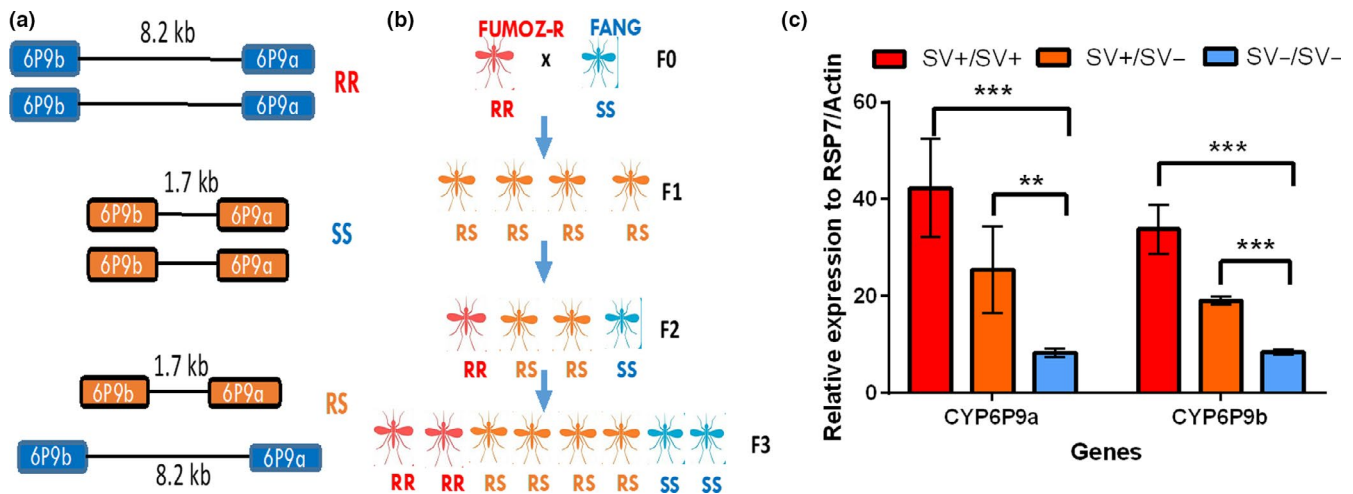 (a)
8.2 kb
6P9b 6P9a
6P9b 6P9a
RR
1.7 kb
6P9b 6P9a
6P9b 6P9a
SS
1.7 kb
6P9b 6P9a
RS
6P9b 6P9a
8.2 kb
(b)
FUMOZ-R FANG
x F0
RR SS
F1
RS RS RS RS
F2
RR RS RS SS
F3
RR RR RS RS RS RS SS SS
(c)
SV+/SV+ SV+/SV− SV−/SV−
Relative expression to RSP7/Actin
60
40
20
0
*** ** *** ***
CYP6P9a CYP6P9b
Genes